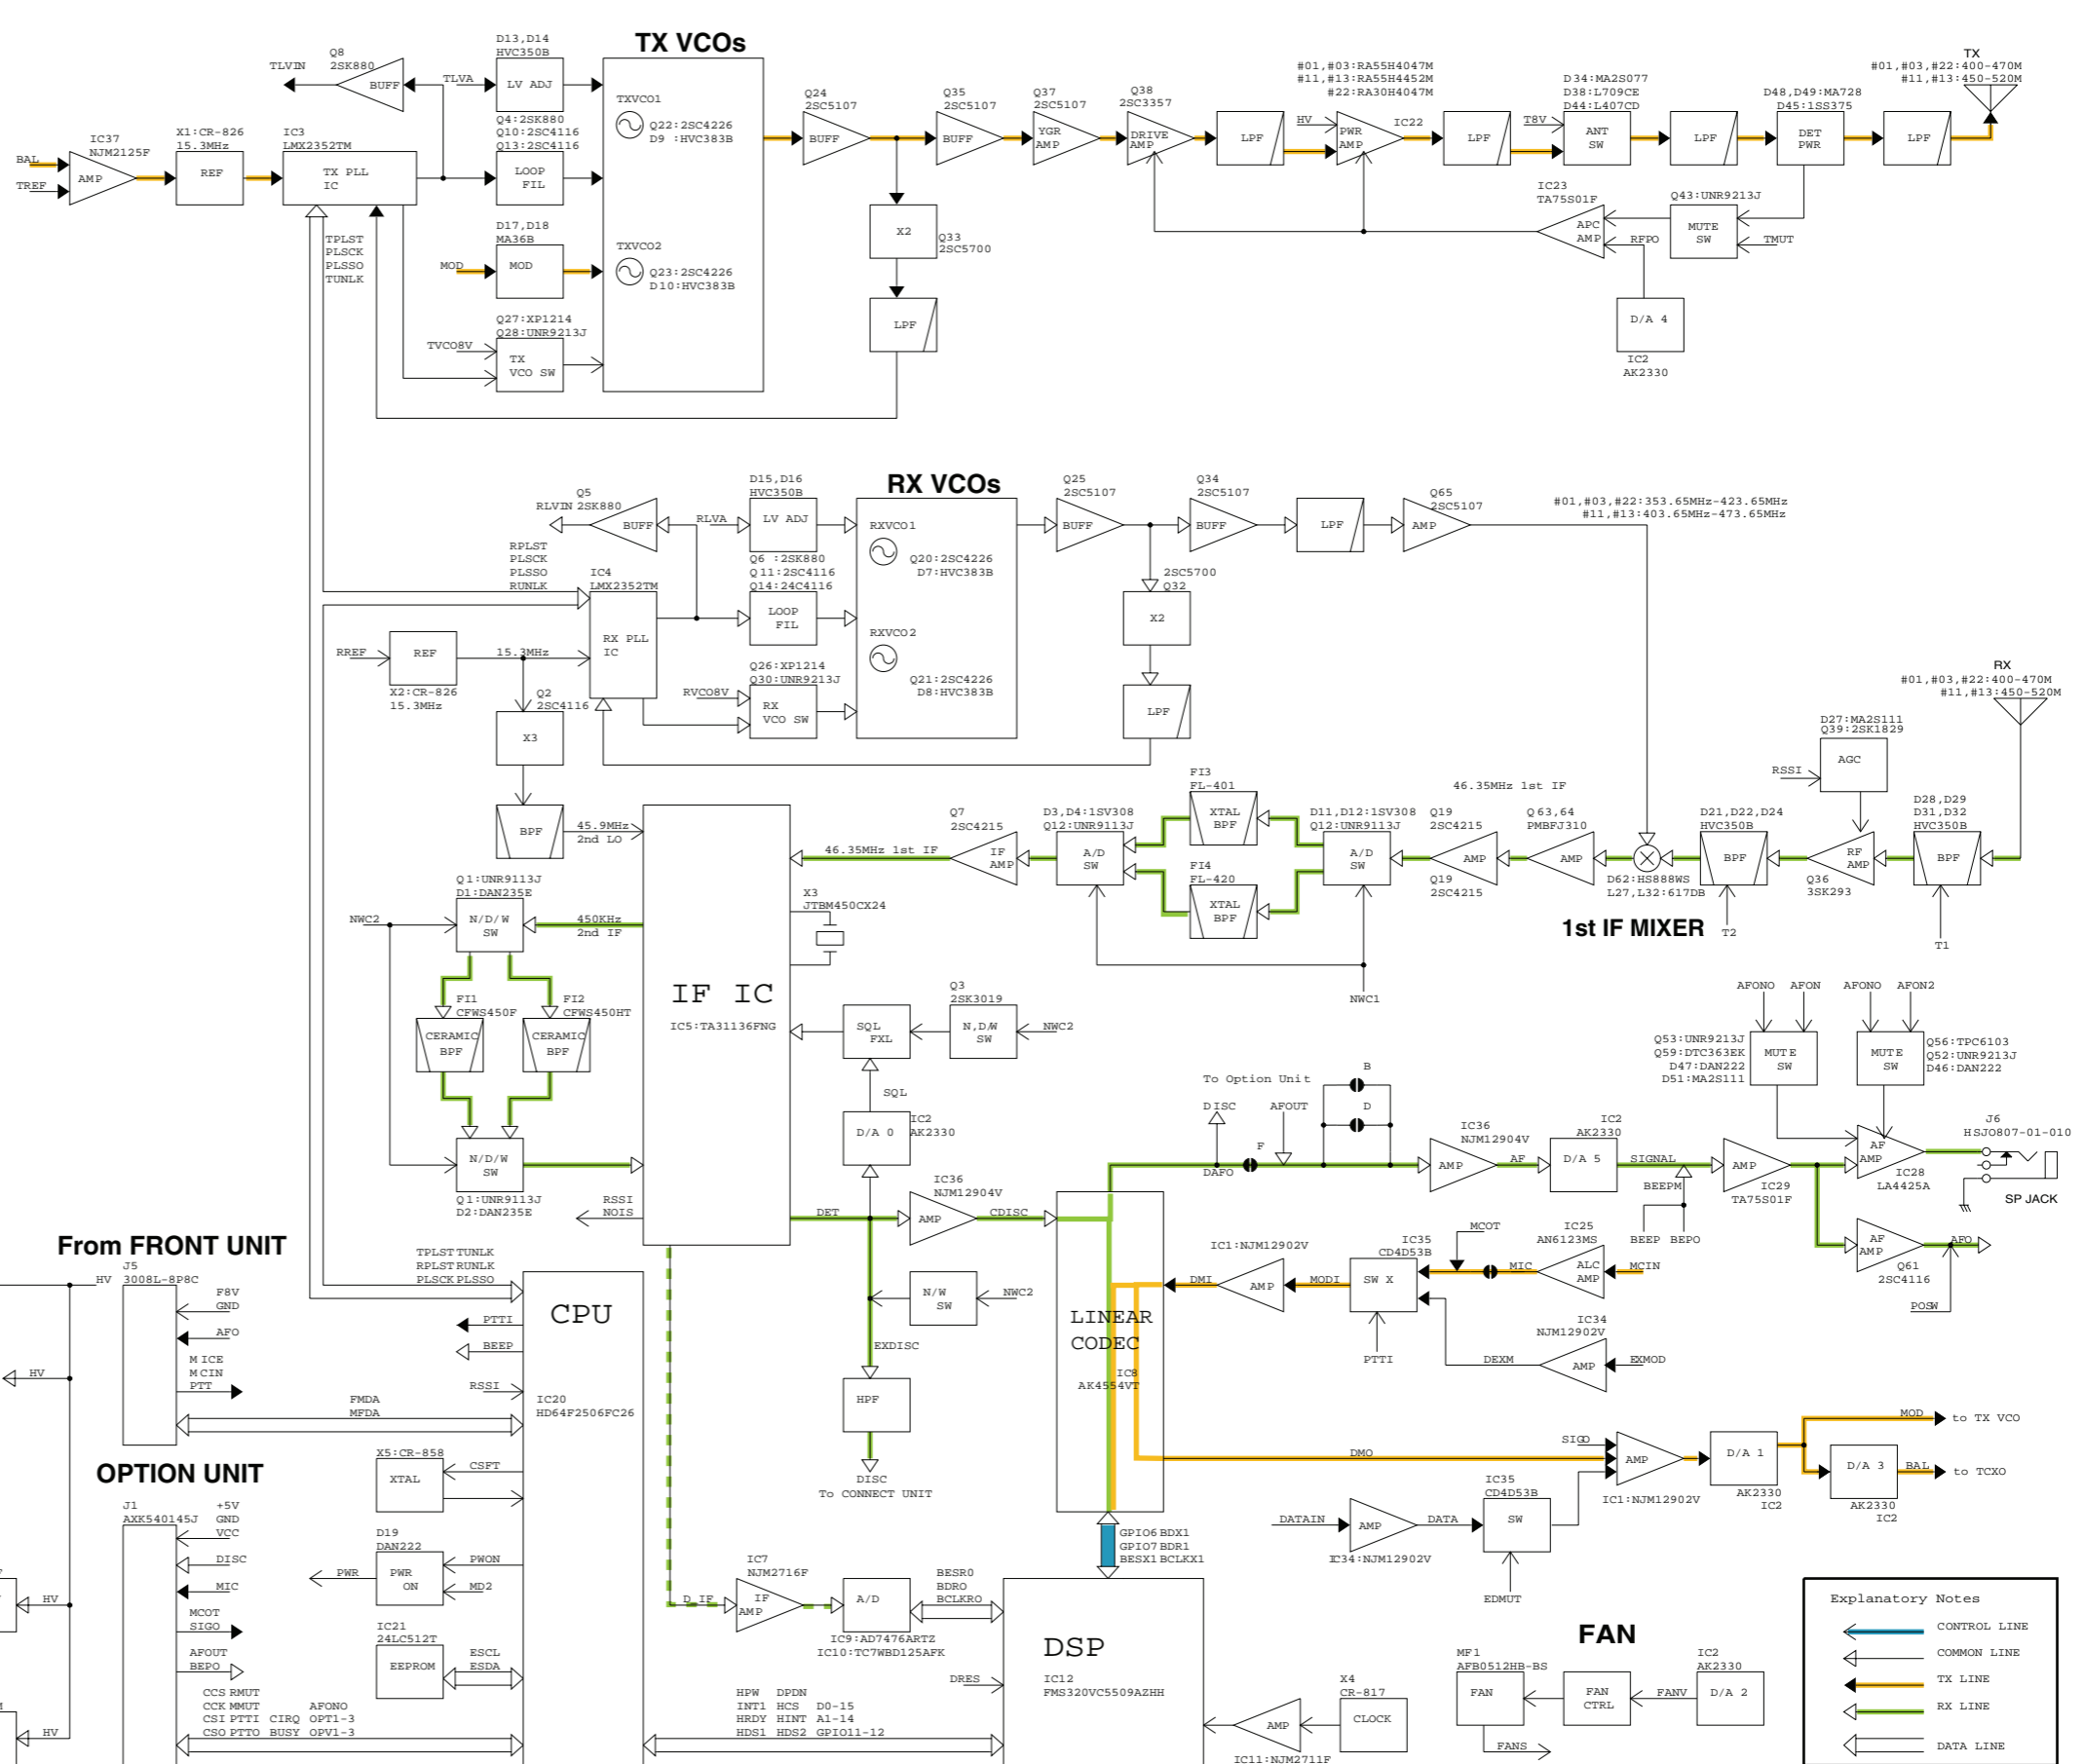 TX VCOs
D13,D14
HVC350B
Q8
2SK880
TLVIN
BUFF
TLVA
LV ADJ
Q4:2SK880
Q10:2SC4116
Q13:2SC4116
IC37
NJM2125F
X1:CR-826
15.3MHz
IC3
LMX2352TM
BAL
TREF
AMP
REF
TX PLL
IC
LOOP
FIL
TXVCO1
Q22:2SC4226
D9 :HVC383B
D17,D18
MA36B
MOD
MOD
TXVCO2
Q23:2SC4226
D10:HVC383B
TPLST
PLSCK
PLSSO
TUNLK
Q27:XP1214
Q28:UNR9213J
TVCO8V
TX
VCO SW
Q24
2SC5107
BUFF
Q35
2SC5107
BUFF
Q37
2SC5107
YGR
AMP
Q38
2SC3357
DRIVE
AMP
LPF
#01,#03:RA55H4047M
#11,#13:RA55H4452M
#22:RA30H4047M
HV
PWR
AMP
IC22
LPF
D34:MA2S077
D38:L709CE
D44:L407CD
T8V
ANT
SW
LPF
D48,D49:MA728
D45:1SS375
DET
PWR
LPF
TX
#01,#03,#22:400-470M
#11,#13:450-520M
X2
Q33
2SC5700
LPF
IC23
TA75S01F
APC
AMP
RFPO
Q43:UNR9213J
MUTE
SW
TMUT
D/A 4
IC2
AK2330
RX VCOs
Q5
RLVIN 2SK880
BUFF
D15,D16
HVC350B
RLVA
LV ADJ
Q6 :2SK880
Q11:2SC4116
Q14:24C4116
RPLST
PLSCK
PLSSO
RUNLK
IC4
LMX2352TM
RX PLL
IC
LOOP
FIL
RXVCO1
Q20:2SC4226
D7:HVC383B
RXVCO2
Q21:2SC4226
D8:HVC383B
Q26:XP1214
Q30:UNR9213J
RVCO8V
RX
VCO SW
RREF
REF
15.3MHz
X2:CR-826
15.3MHz
Q2
2SC4116
X3
BPF
45.9MHz
2nd LO
Q25
2SC5107
BUFF
Q34
2SC5107
BUFF
LPF
Q65
2SC5107
AMP
2SC5700
Q32
X2
LPF
#01,#03,#22:353.65MHz-423.65MHz
#11,#13:403.65MHz-473.65MHz
RX
#01,#03,#22:400-470M
#11,#13:450-520M
D27:MA2S111
Q39:2SK1829
AGC
RSSI
D28,D29
D31,D32
HVC350B
BPF
T1
RF
AMP
Q36
3SK293
D21,D22,D24
HVC350B
BPF
T2
D62:HS888WS
L27,L32:617DB
1st IF MIXER
46.35MHz 1st IF
Q63,64
PMBFJ310
AMP
Q19
2SC4215
AMP
Q19
2SC4215
D11,D12:1SV308
Q12:UNR9113J
A/D
SW
FI3
FL-401
XTAL
BPF
FI4
FL-420
XTAL
BPF
D3,D4:1SV308
Q12:UNR9113J
A/D
SW
NWC1
Q7
2SC4215
IF
AMP
46.35MHz 1st IF
X3
JTBM450CX24
IF IC
IC5:TA31136FNG
Q1:UNR9113J
D1:DAN235E
NWC2
N/D/W
SW
450KHz
2nd IF
FI1
CFWS450F
CERAMIC
BPF
FI2
CFWS450HT
CERAMIC
BPF
N/D/W
SW
Q1:UNR9113J
D2:DAN235E
RSSI
NOIS
SQL
FXL
Q3
2SK3019
N,D/W
SW
NWC2
SQL
D/A 0
IC2
AK2330
DET
IC36
NJM12904V
AMP
CDISC
N/W
SW
NWC2
EXDISC
HPF
DISC
To CONNECT UNIT
To Option Unit
DISC
AFOUT
DAFO
F
B
D
IC36
NJM12904V
AMP
AF
IC2
AK2330
D/A 5
SIGNAL
BEEPM
BEEP
BEPO
AMP
IC29
TA75S01F
AFONO
AFON
Q53:UNR9213J
Q59:DTC363EK
D47:DAN222
D51:MA2S111
MUTE
SW
AFONO
AFON2
MUTE
SW
Q56:TPC6103
Q52:UNR9213J
D46:DAN222
AF
AMP
IC28
LA4425A
J6
HSJO807-01-010
SP JACK
AF
AMP
Q61
2SC4116
AFO
POSW
LINEAR
CODEC
IC8
AK4554VT
DMI
IC1:NJM12902V
AMP
MODI
IC35
CD4D53B
SW X
PTTI
MCOT
MIC
IC25
AN6123MS
ALC
AMP
MCIN
IC34
NJM12902V
DEXM
AMP
EXMOD
DMO
SIGO
AMP
IC1:NJM12902V
D/A 1
AK2330
IC2
MOD
to TX VCO
D/A 3
BAL
to TCXO
AK2330
IC2
DATAIN
AMP
IC34:NJM12902V
DATA
IC35
CD4D53B
SW
EDMUT
GPIO6 BDX1
GPIO7 BDR1
BESX1 BCLKX1
From FRONT UNIT
J5
3008L-8P8C
HV
F8V
GND
AFO
MICE
MCIN
PTT
HV
FMDA
MFDA
TPLST TUNLK
RPLST RUNLK
PLSCK PLSSO
CPU
IC20
HD64F2506FC26
PTTI
BEEP
RSSI
X5:CR-858
XTAL
CSFT
OPTION UNIT
J1
AXK540145J
+5V
GND
VCC
DISC
MIC
MCOT
SIGO
AFOUT
BEPO
HV
HV
D19
DAN222
PWR
PWR
ON
PWON
MD2
IC21
24LC512T
EEPROM
ESCL
ESDA
CCS RMUT
CCK MMUT AFONO
CSI PTTI CIRQ OPT1-3
CSO PTTO BUSY OPV1-3
D_IF
IC7
NJM2716F
IF
AMP
A/D
IC9:AD7476ARTZ
IC10:TC7WBD125AFK
BESR0
BDRO
BCLKRO
DSP
IC12
FMS320VC5509AZHH
DRES
HPW DPDN
INT1 HCS D0-15
HRDY HINT A1-14
HDS1 HDS2 GPIO11-12
AMP
IC11:NJM2711F
X4
CR-817
CLOCK
FAN
MF1
AFB0512HB-BS
FAN
FANS
FAN
CTRL
FANV
IC2
AK2330
D/A 2
Explanatory Notes
CONTROL LINE
COMMON LINE
TX LINE
RX LINE
DATA LINE